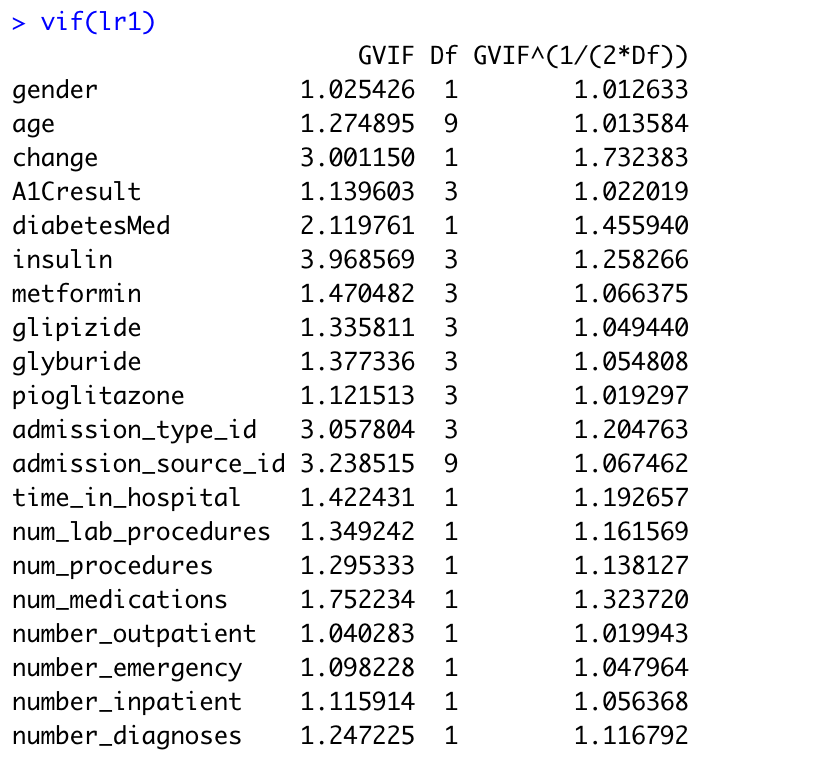 > vif(lr1)
                       GVIF Df GVIF^(1/(2*Df))
gender             1.025426  1        1.012633
age                1.274895  9        1.013584
change             3.001150  1        1.732383
A1Cresult          1.139603  3        1.022019
diabetesMed        2.119761  1        1.455940
insulin            3.968569  3        1.258266
metformin          1.470482  3        1.066375
glipizide          1.335811  3        1.049440
glyburide          1.377336  3        1.054808
pioglitazone       1.121513  3        1.019297
admission_type_id  3.057804  3        1.204763
admission_source_id 3.238515  9        1.067462
time_in_hospital   1.422431  1        1.192657
num_lab_procedures 1.349242  1        1.161569
num_procedures     1.295333  1        1.138127
num_medications    1.752234  1        1.323720
number_outpatient  1.040283  1        1.019943
number_emergency   1.098228  1        1.047964
number_inpatient   1.115914  1        1.056368
number_diagnoses   1.247225  1        1.116792